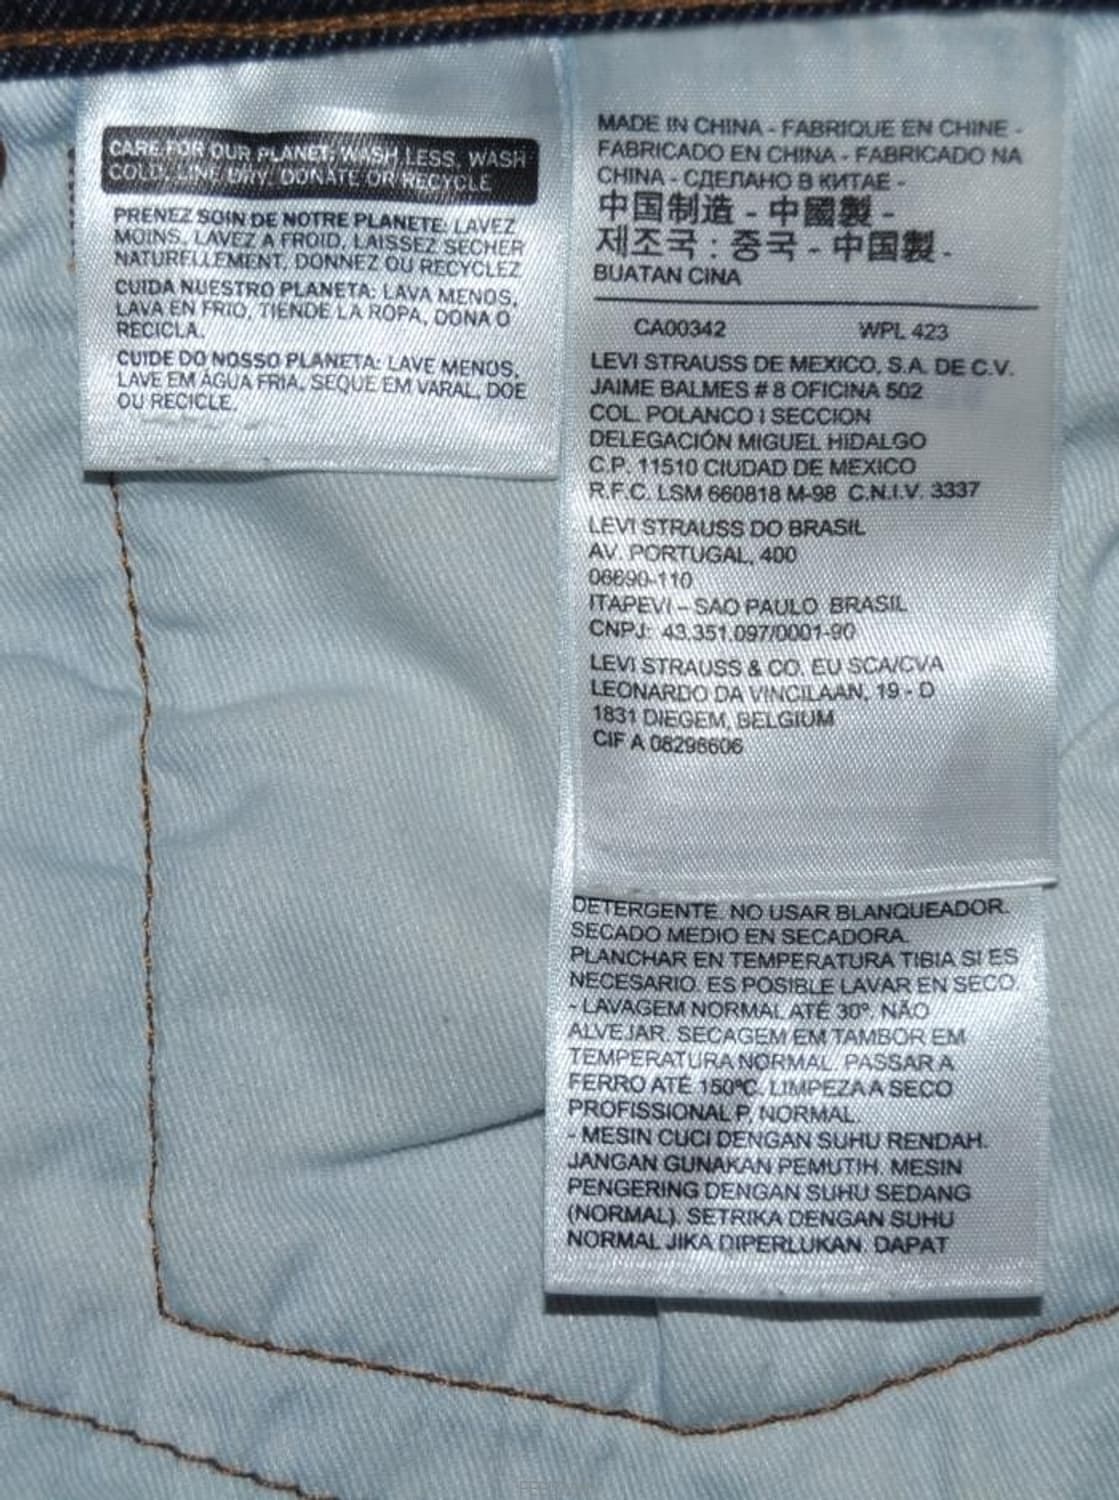 CARE FOR OUR PLANET: WASH LESS, WASH
COLD, LINE DRY, DONATE OR RECYCLE
PRENEZ SOIN DE NOTRE PLANETE: LAVEZ
MOINS, LAVEZ A FROID, LAISSEZ SECHER
NATURELLEMENT, DONNEZ OU RECYCLEZ
CUIDA NUESTRO PLANETA: LAVA MENOS,
LAVA EN FRIO, TIENDE LA ROPA, DONA O
RECICLA.
CUIDE DO NOSSO PLANETA: LAVE MENOS,
LAVE EM ÁGUA FRIA, SEQUE EM VARAL, DOE
OU RECICLE.
MADE IN CHINA - FABRIQUE EN CHINE -
FABRICADO EN CHINA - FABRICADO NA
CHINA - СДЕЛАНО В КИТАЕ -
中国制造 - 中國製 -
제조국 : 중국 - 中国製 -
BUATAN CINA
CA00342 WPL 423
LEVI STRAUSS DE MEXICO, S.A. DE C.V.
JAIME BALMES # 8 OFICINA 502
COL. POLANCO I SECCION
DELEGACIÓN MIGUEL HIDALGO
C.P. 11510 CIUDAD DE MEXICO
R.F.C. LSM 660818 M-98 C.N.I.V. 3337
LEVI STRAUSS DO BRASIL
AV. PORTUGAL, 400
06690-110
ITAPEVI – SAO PAULO BRASIL
CNPJ: 43.351.097/0001-90
LEVI STRAUSS & CO. EU SCA/CVA
LEONARDO DA VINCILAAN, 19 - D
1831 DIEGEM, BELGIUM
CIF A 08298606
DETERGENTE. NO USAR BLANQUEADOR.
SECADO MEDIO EN SECADORA.
PLANCHAR EN TEMPERATURA TIBIA SI ES
NECESARIO. ES POSIBLE LAVAR EN SECO.
- LAVAGEM NORMAL ATÉ 30º. NÃO
ALVEJAR. SECAGEM EM TAMBOR EM
TEMPERATURA NORMAL. PASSAR A
FERRO ATÉ 150ºC. LIMPEZA A SECO
PROFISSIONAL P, NORMAL.
- MESIN CUCI DENGAN SUHU RENDAH.
JANGAN GUNAKAN PEMUTIH. MESIN
PENGERING DENGAN SUHU SEDANG
(NORMAL). SETRIKA DENGAN SUHU
NORMAL JIKA DIPERLUKAN. DAPAT